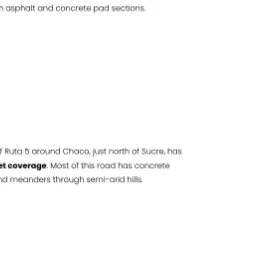 asphalt and concrete pad sections.
Ruta 5 around Chaco, just north of Sucre, has
coverage. Most of this road has concrete
meanders through semi-arid hills.